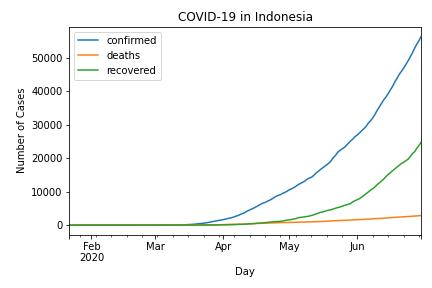 COVID-19 in Indonesia
confirmed
deaths
recovered
Number of Cases
50000
40000
30000
20000
10000
0
Feb
2020
Mar
Apr
May
Jun
Day